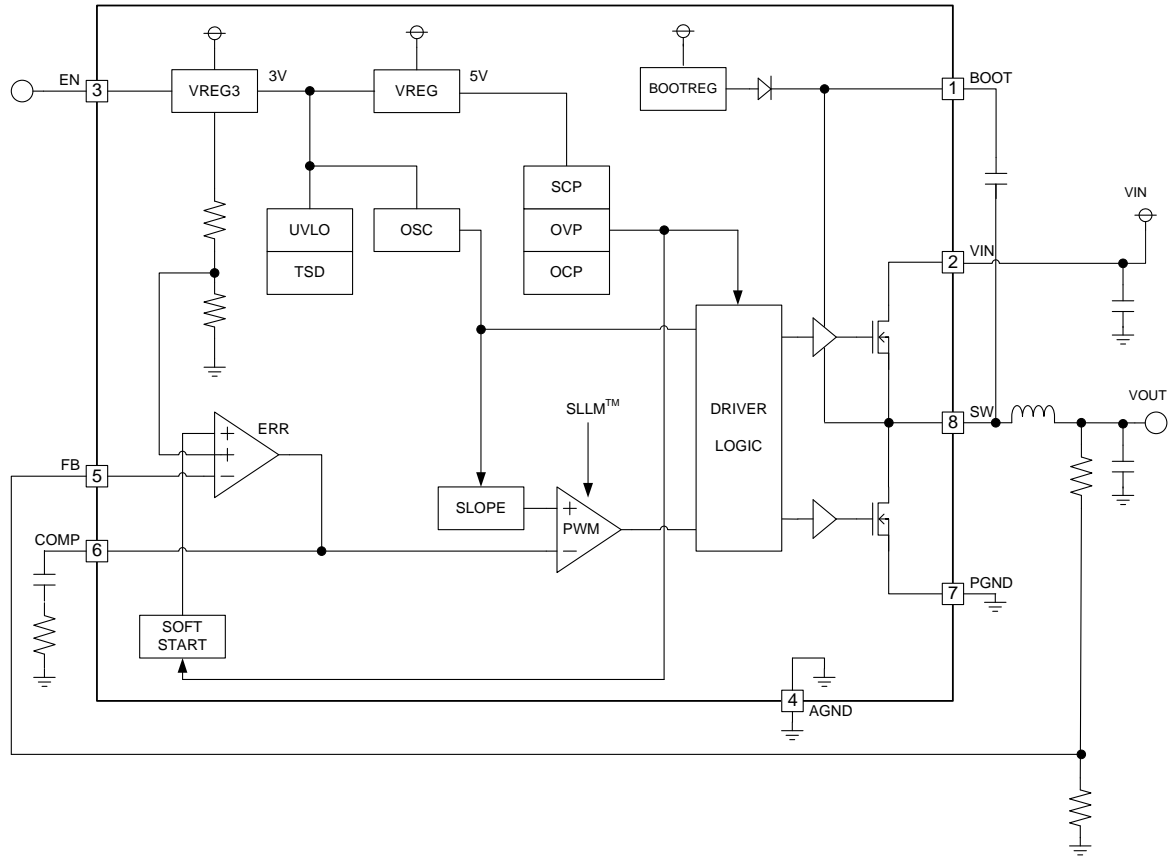 EN
3
VREG3
3V
VREG
5V
BOOTREG
1
BOOT
SCP
OVP
OCP
UVLO
TSD
OSC
VIN
VIN
2
DRIVER
LOGIC
SLLM™
ERR
+
+
−
FB
5
SLOPE
+
PWM
−
8
SW
VOUT
COMP
6
7
PGND
SOFT
START
4
AGND